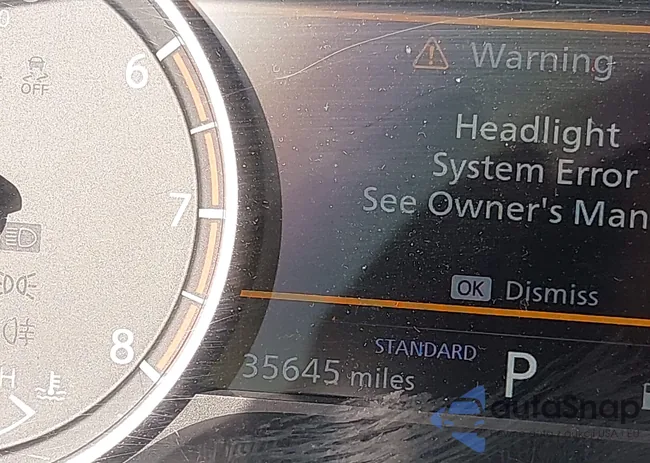 OFF
6
7
8
H
Warning
Headlight
System Error
See Owner's Man
OK Dismiss
STANDARD
35645 miles
P
autoSnap